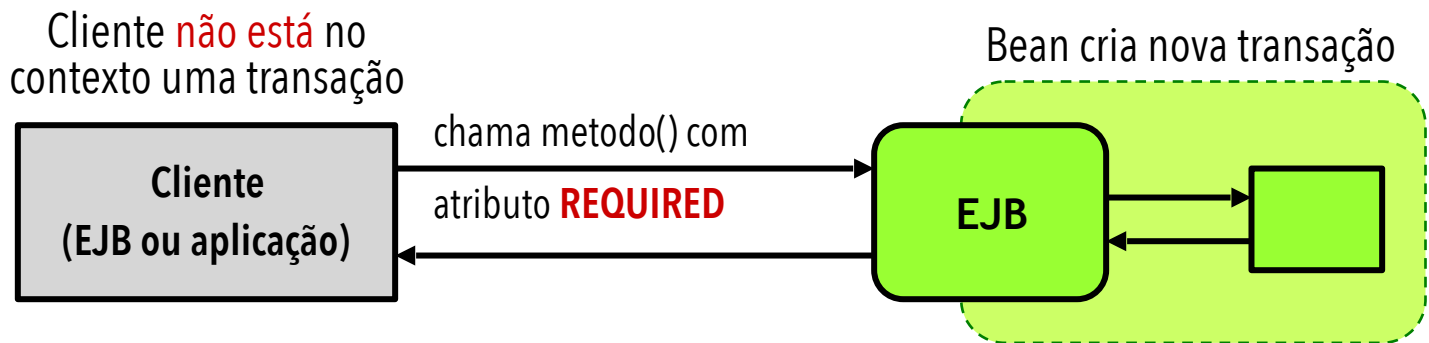 Cliente não está no
contexto uma transação
Bean cria nova transação
chama metodo() com
atributo REQUIRED
Cliente
(EJB ou aplicação)
EJB